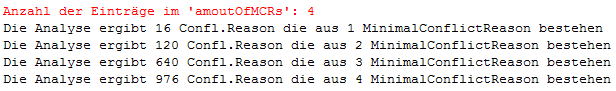 Anzahl der Einträge im 'amoutOfMCRs': 4
Die Analyse ergibt 16 Confl.Reason die aus 1 MinimalConflictReason bestehen
Die Analyse ergibt 120 Confl.Reason die aus 2 MinimalConflictReason bestehen
Die Analyse ergibt 640 Confl.Reason die aus 3 MinimalConflictReason bestehen
Die Analyse ergibt 976 Confl.Reason die aus 4 MinimalConflictReason bestehen